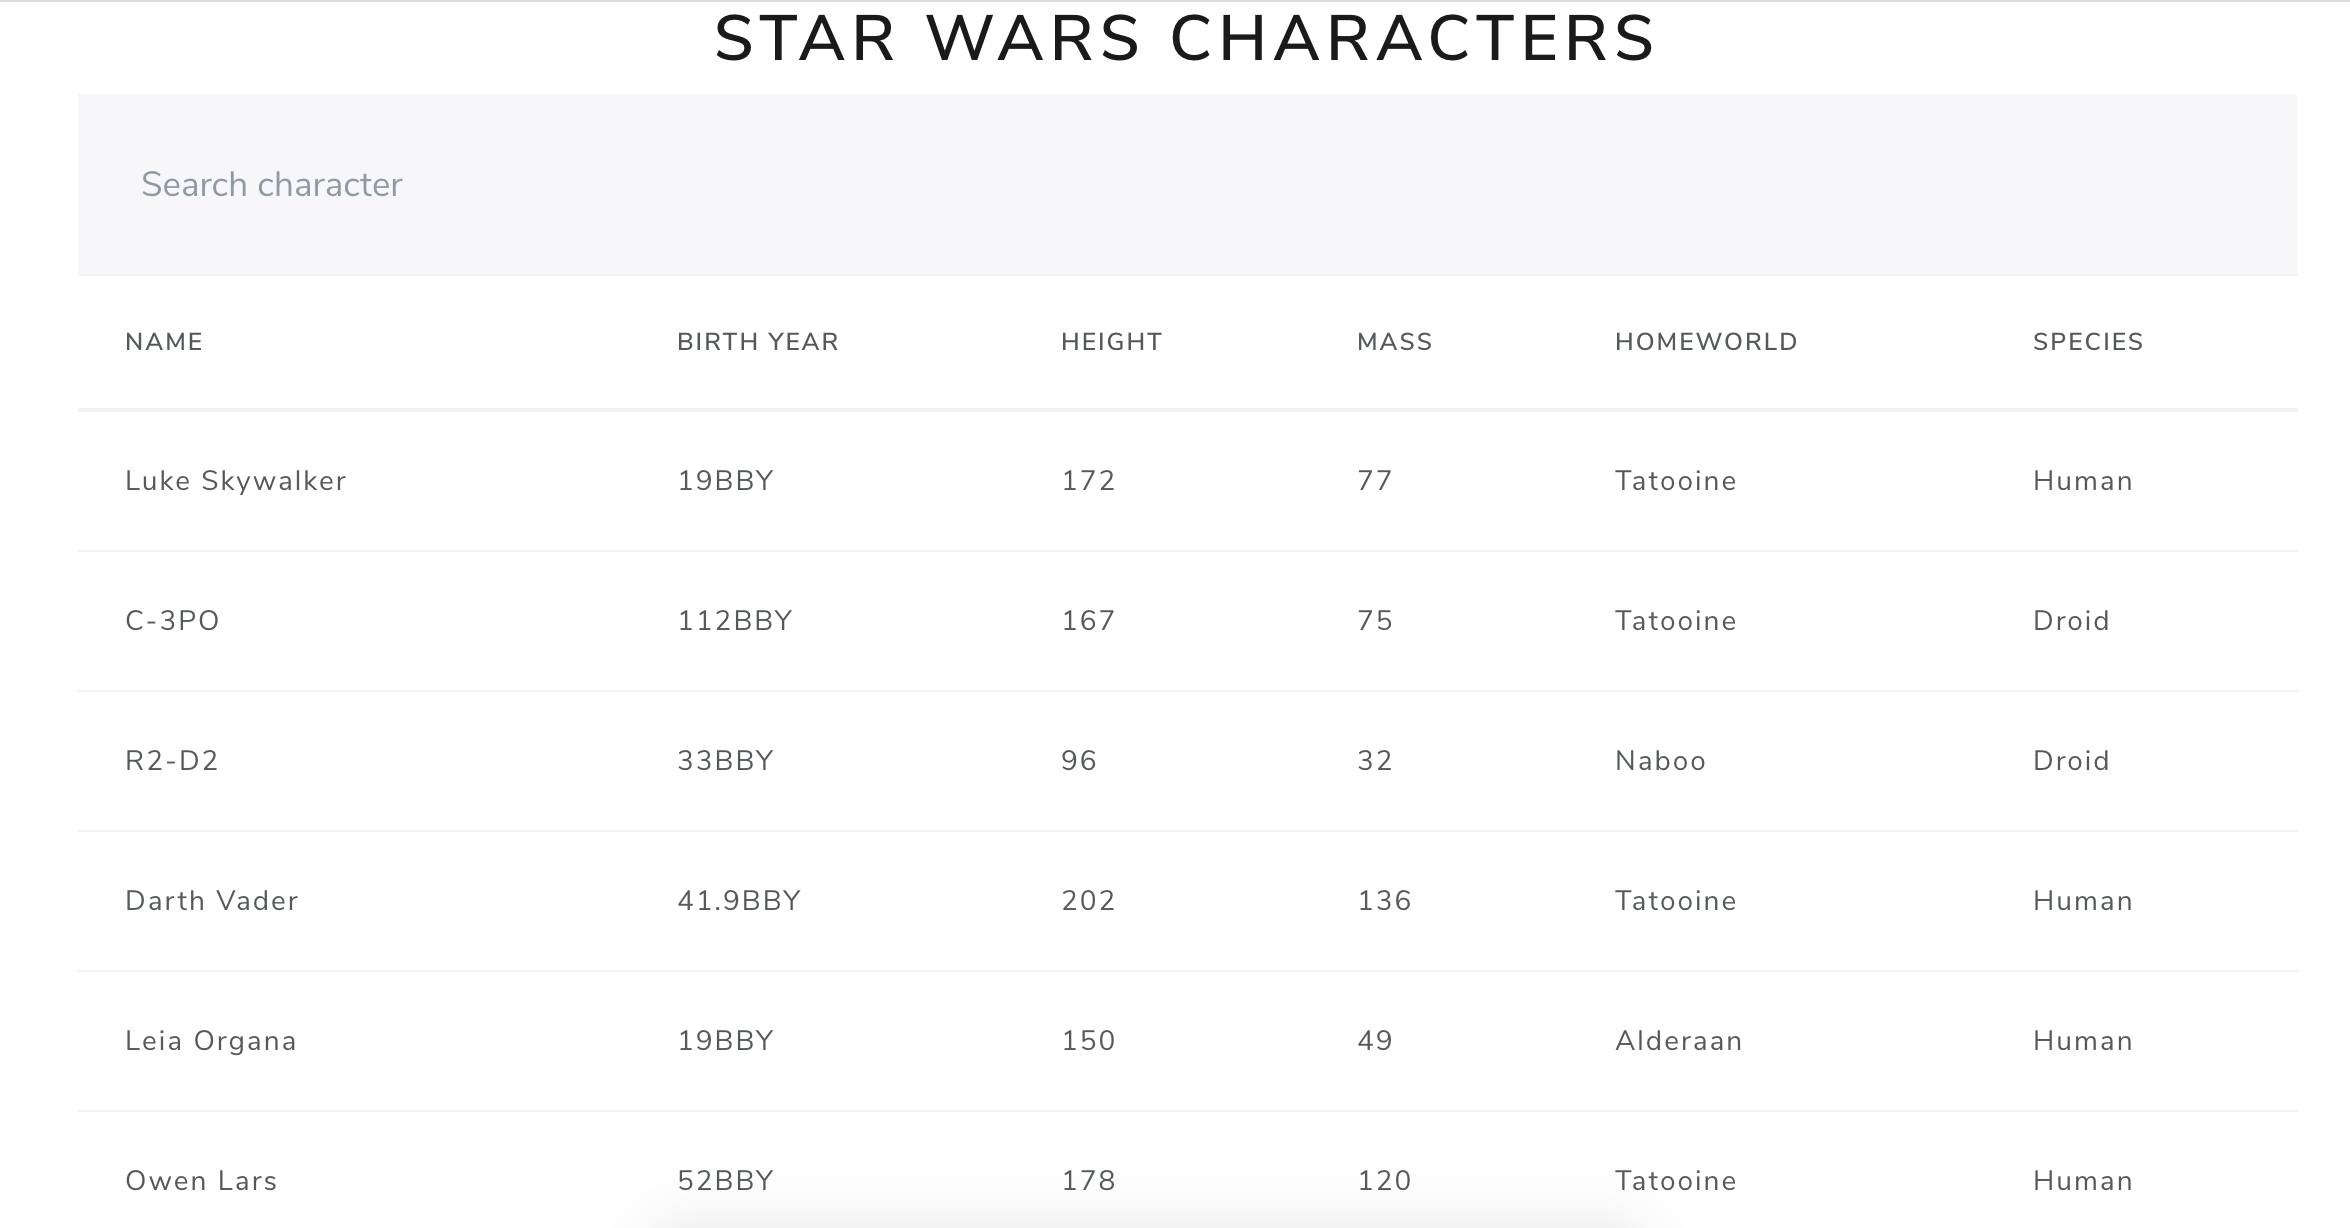 STAR WARS CHARACTERS
Search character
NAME BIRTH YEAR HEIGHT MASS HOMEWORLD SPECIES
Luke Skywalker 19BBY 172 77 Tatooine Human
C-3PO 112BBY 167 75 Tatooine Droid
R2-D2 33BBY 96 32 Naboo Droid
Darth Vader 41.9BBY 202 136 Tatooine Human
Leia Organa 19BBY 150 49 Alderaan Human
Owen Lars 52BBY 178 120 Tatooine Human